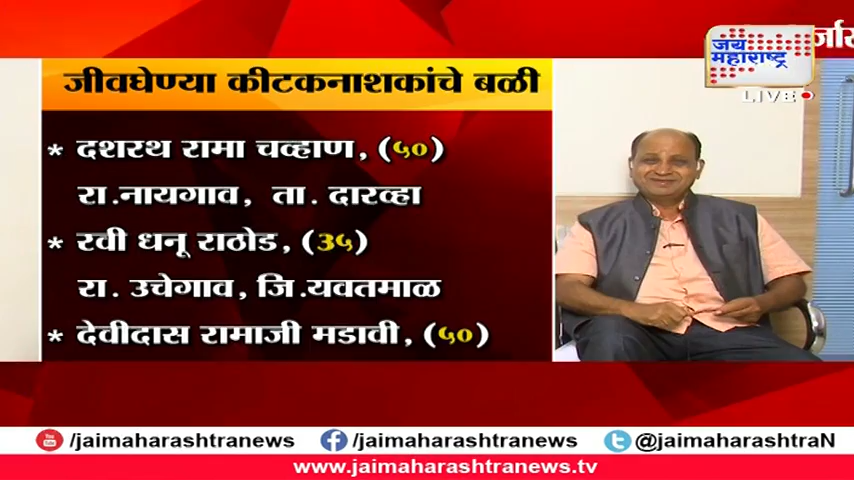 जय
महाराष्ट्र
LIVE
जीवघेण्या कीटकनाशकांचे बळी
* दशरथ रामा चव्हाण, (५०)
रा.नायगाव, ता. दारव्हा
* रवी धनू राठोड, (३५)
रा. उचेगाव, जि.यवतमाळ
* देवीदास रामाजी मडावी, (५०)
/jaimaharashtranews
/jaimaharashtranews
@jaimaharashtraN
www.jaimaharashtranews.tv